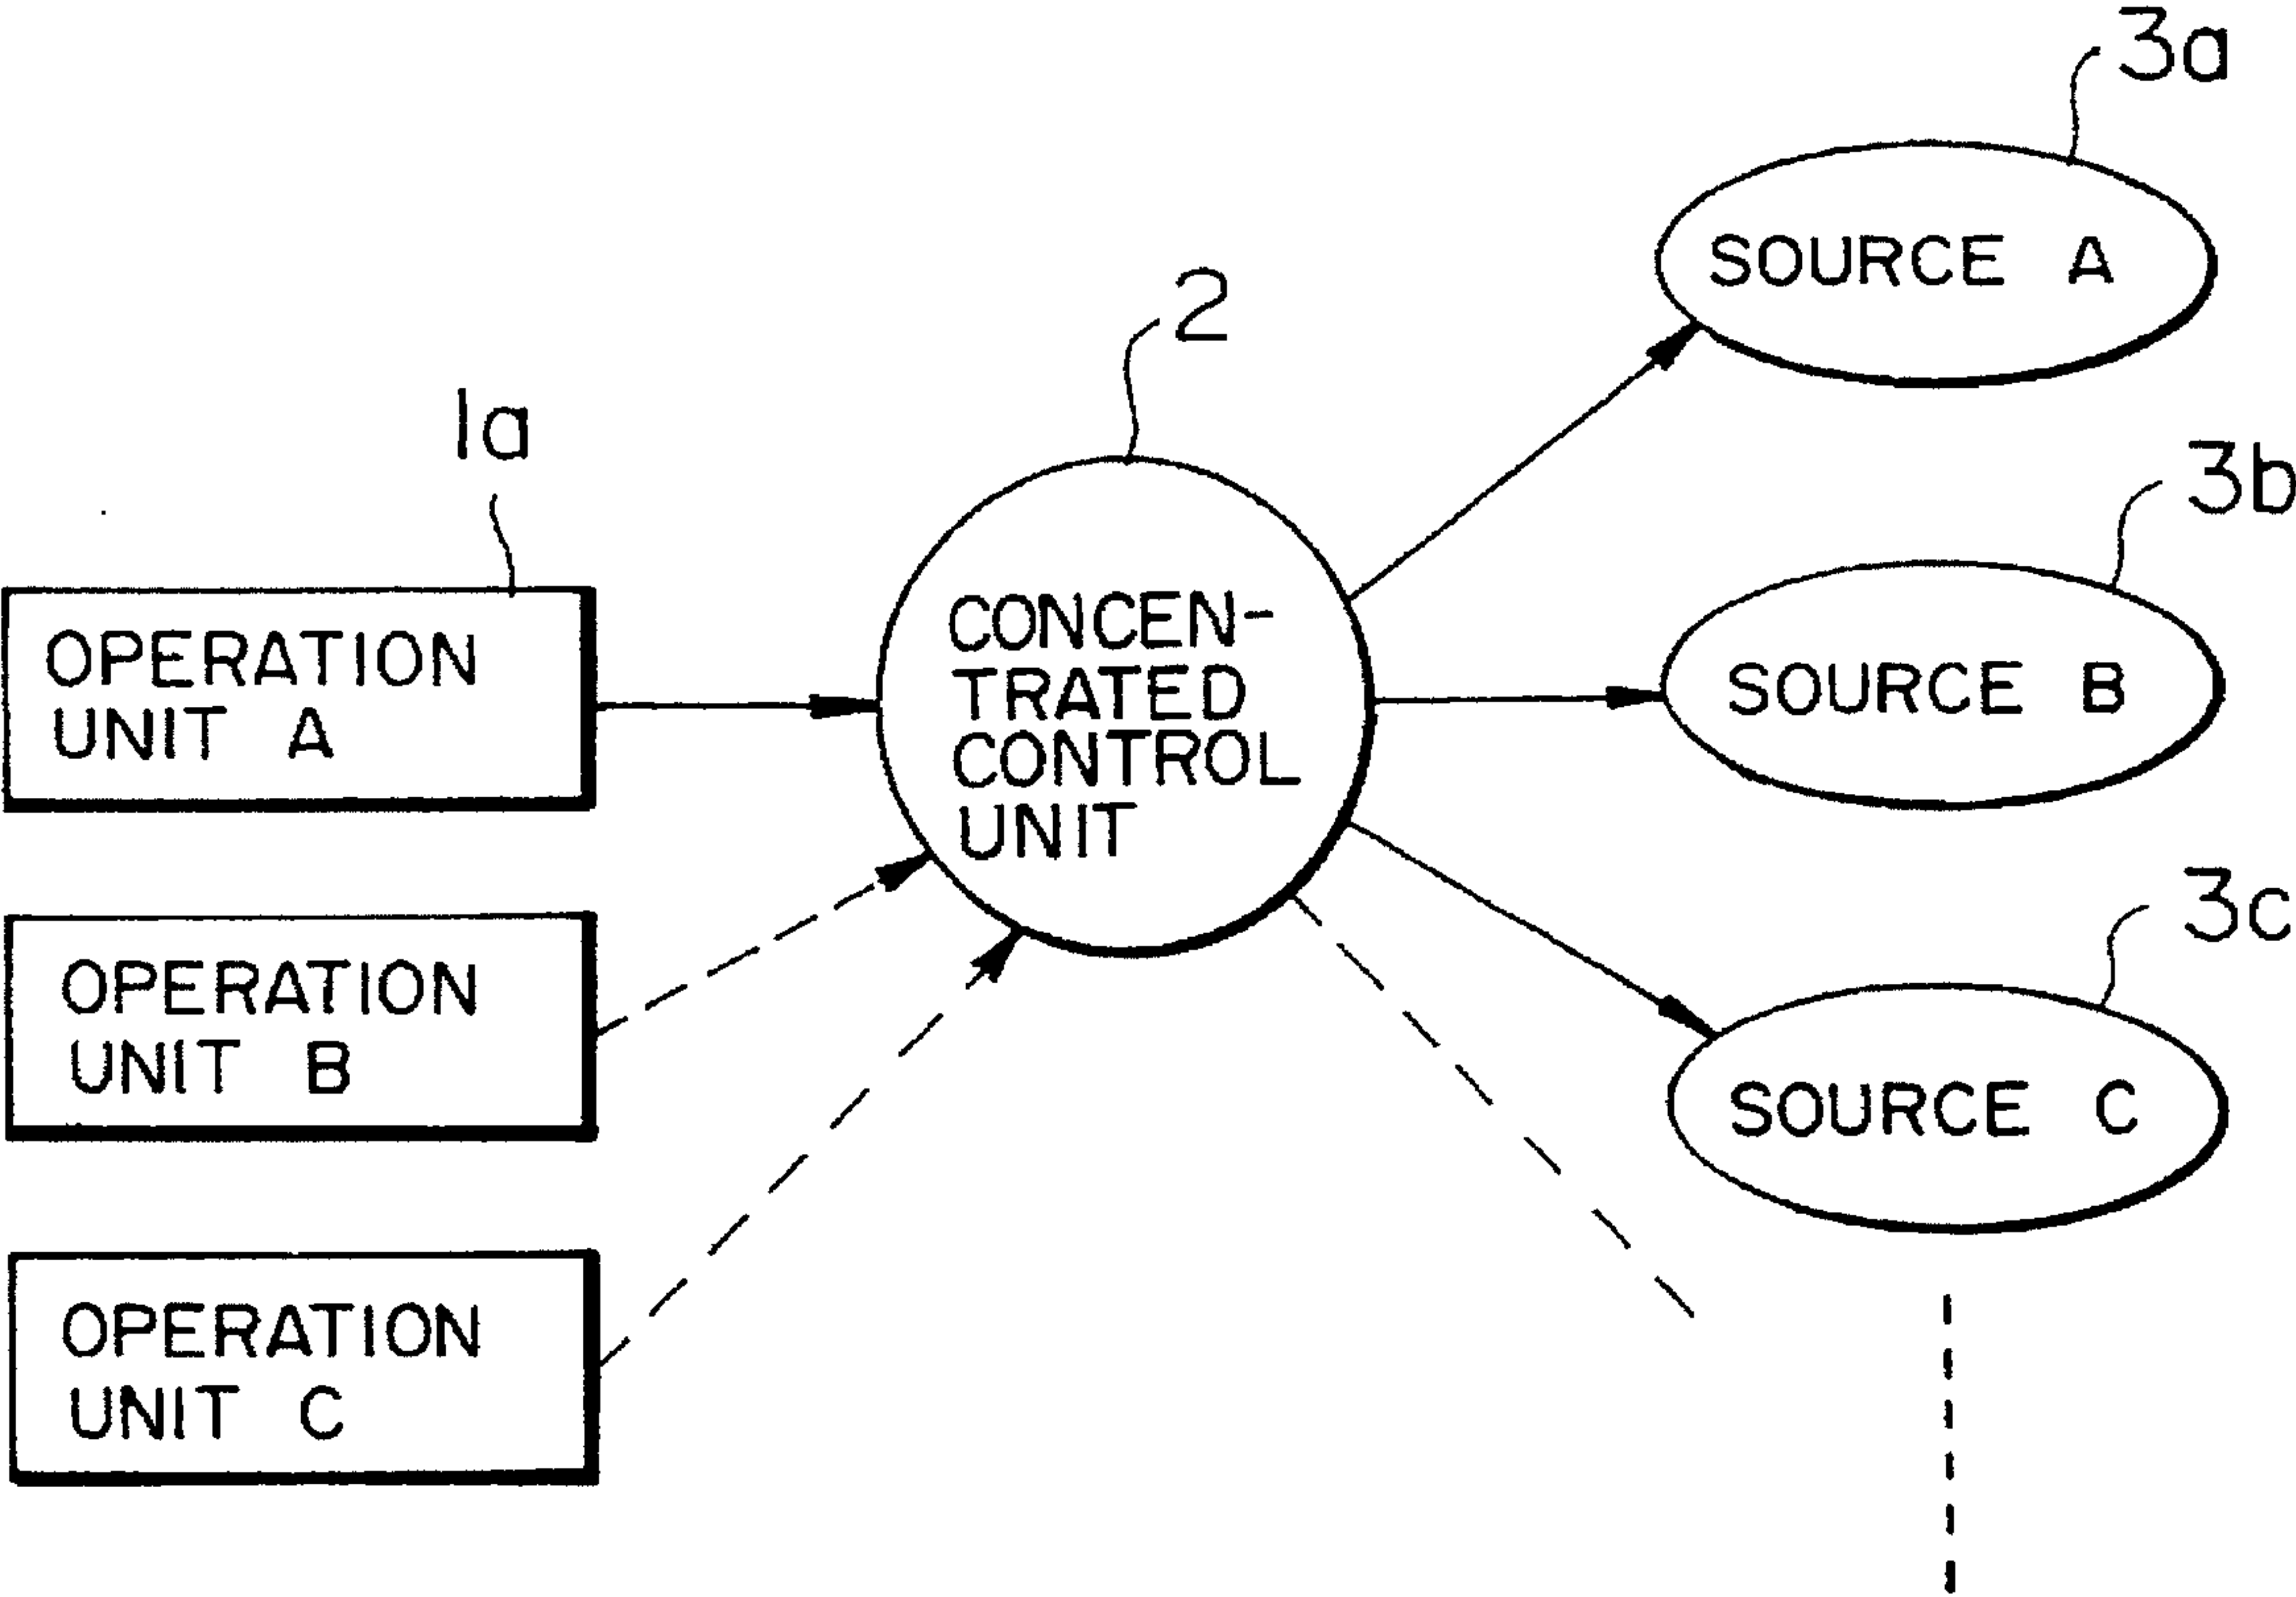 3a
SOURCE A
2
1a
3b
CONCEN-
TRATED
CONTROL
UNIT
OPERATION
UNIT A
SOURCE B
3c
OPERATION
UNIT B
SOURCE C
OPERATION
UNIT C